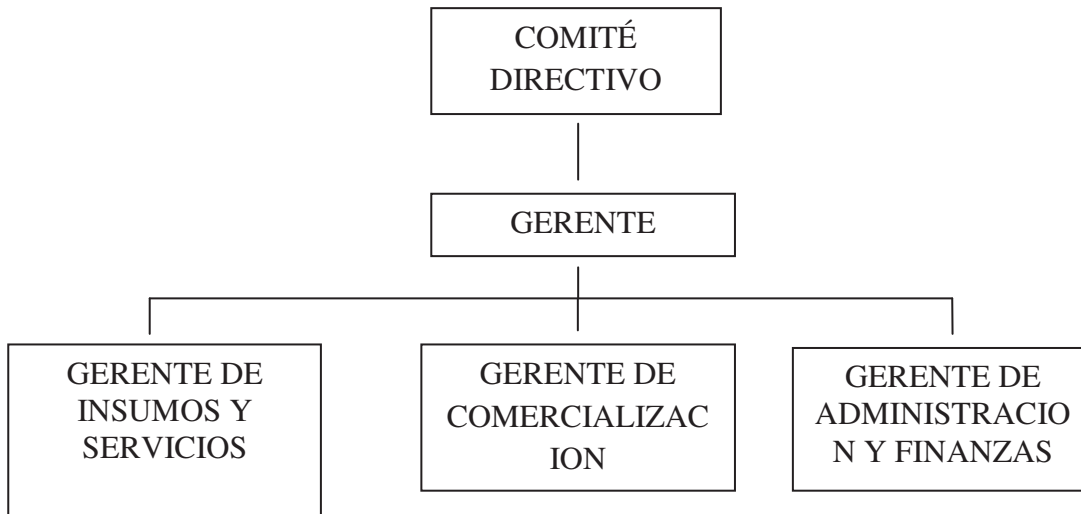 COMITÉ
DIRECTIVO
GERENTE
GERENTE DE
INSUMOS Y
SERVICIOS
GERENTE DE
COMERCIALIZAC
ION
GERENTE DE
ADMINISTRACIO
N Y FINANZAS